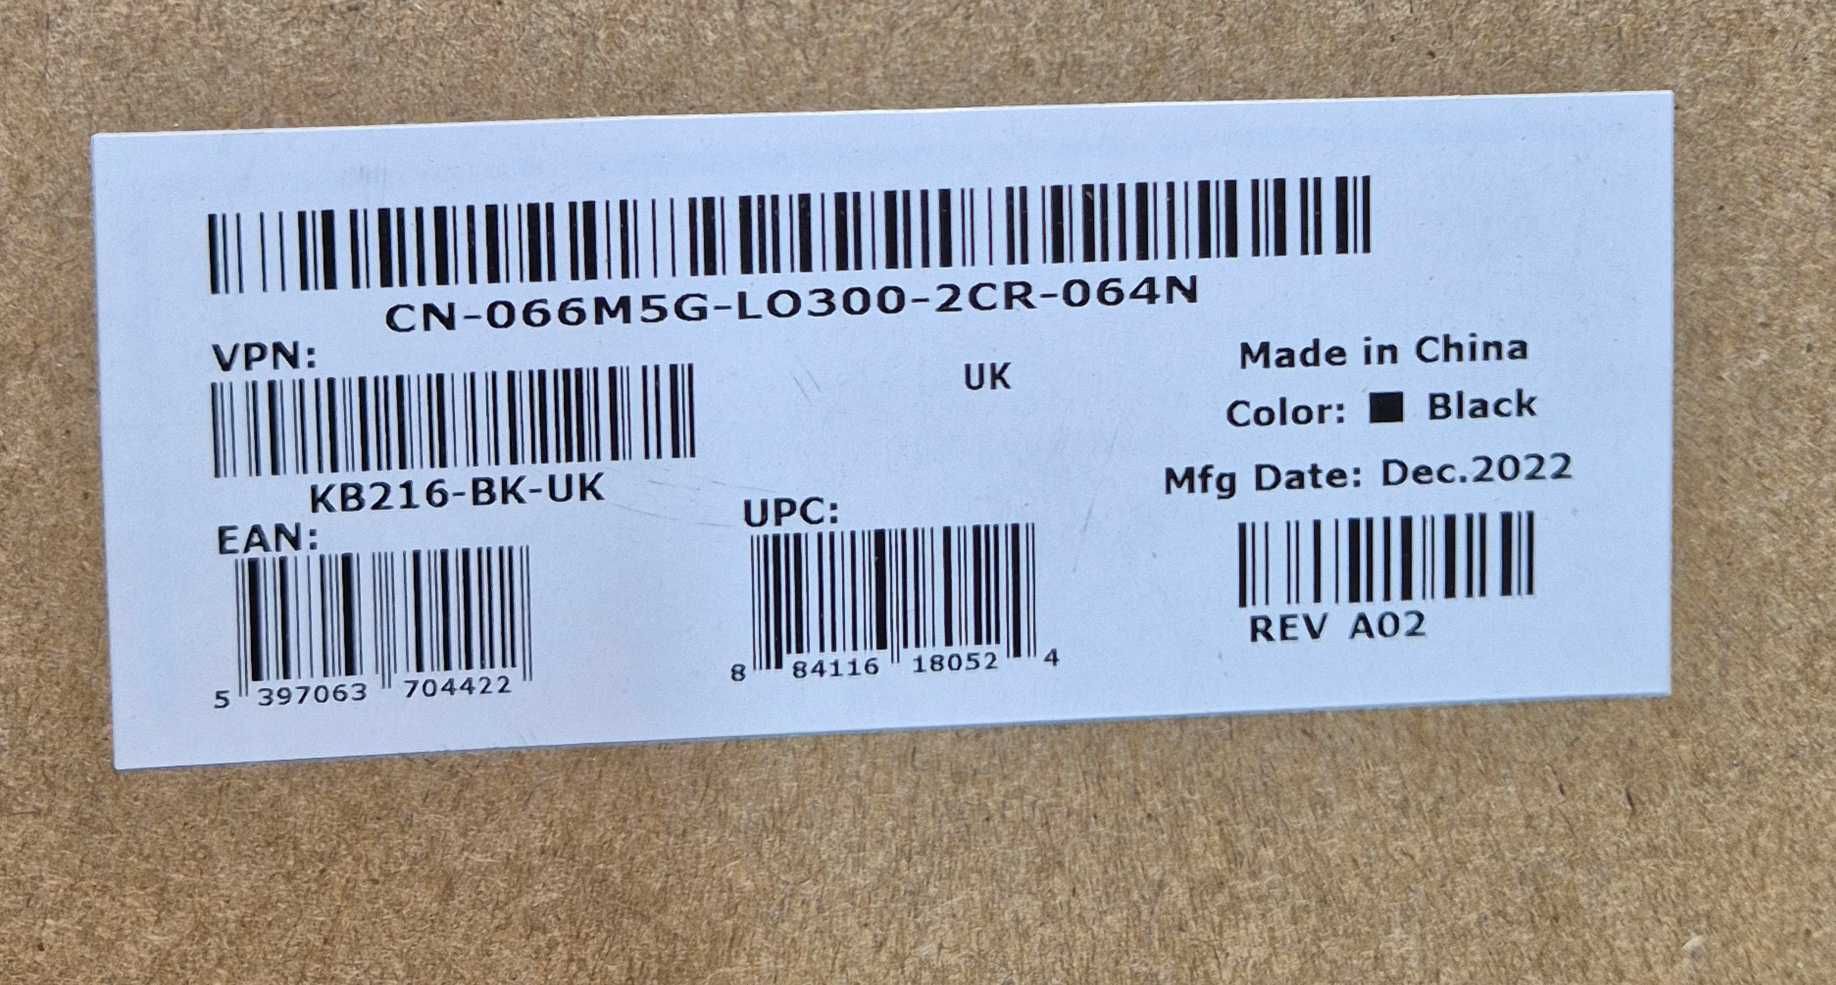 CN-066M5G-LO300-2CR-064N
VPN:
KB216-BK-UK
UK
Made in China
Color: ■ Black
Mfg Date: Dec.2022
EAN:
5 397063 704422
UPC:
8 84116 18052 4
REV A02